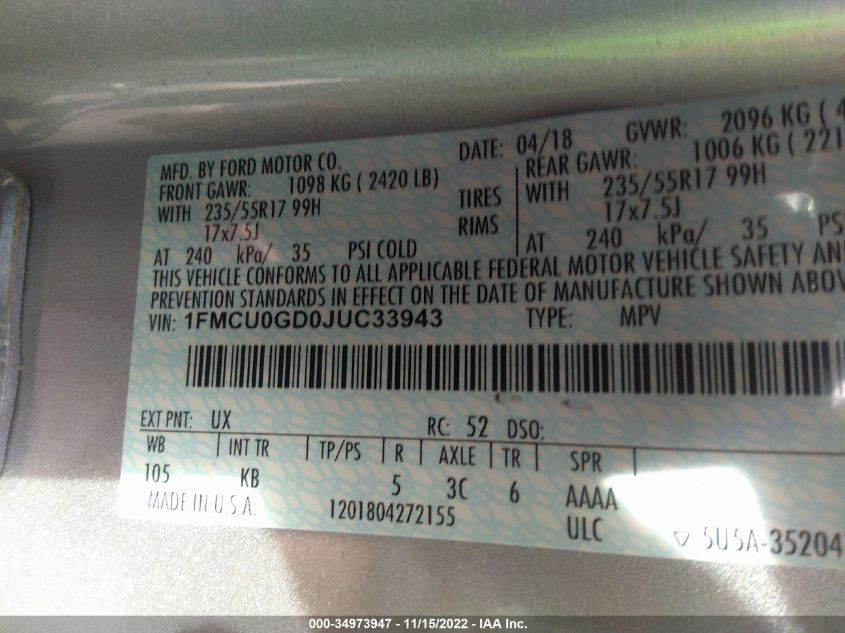 MFD. BY FORD MOTOR CO. DATE: 04/18 GVWR: 2096 KG ( 4
FRONT GAWR: 1098 KG ( 2420 LB) REAR GAWR: 1006 KG ( 221
WITH 235/55R17 99H TIRES WITH 235/55R17 99H
17x7.5J RIMS 17x7.5J
AT 240 kPa/ 35 PSI COLD AT 240 kPa/ 35 PS
THIS VEHICLE CONFORMS TO ALL APPLICABLE FEDERAL MOTOR VEHICLE SAFETY AN
PREVENTION STANDARDS IN EFFECT ON THE DATE OF MANUFACTURE SHOWN ABOV
VIN: 1FMCU0GD0JUC33943 TYPE: MPV
EXT PNT: UX RC: 52 DSO:
WB INT TR TP/PS R AXLE TR SPR
105 KB 5 3C 6 AAAA
MADE IN U.S.A. 1201804272155 ULC 5U5A-35204
000-34973947 - 11/15/2022 - IAA Inc.